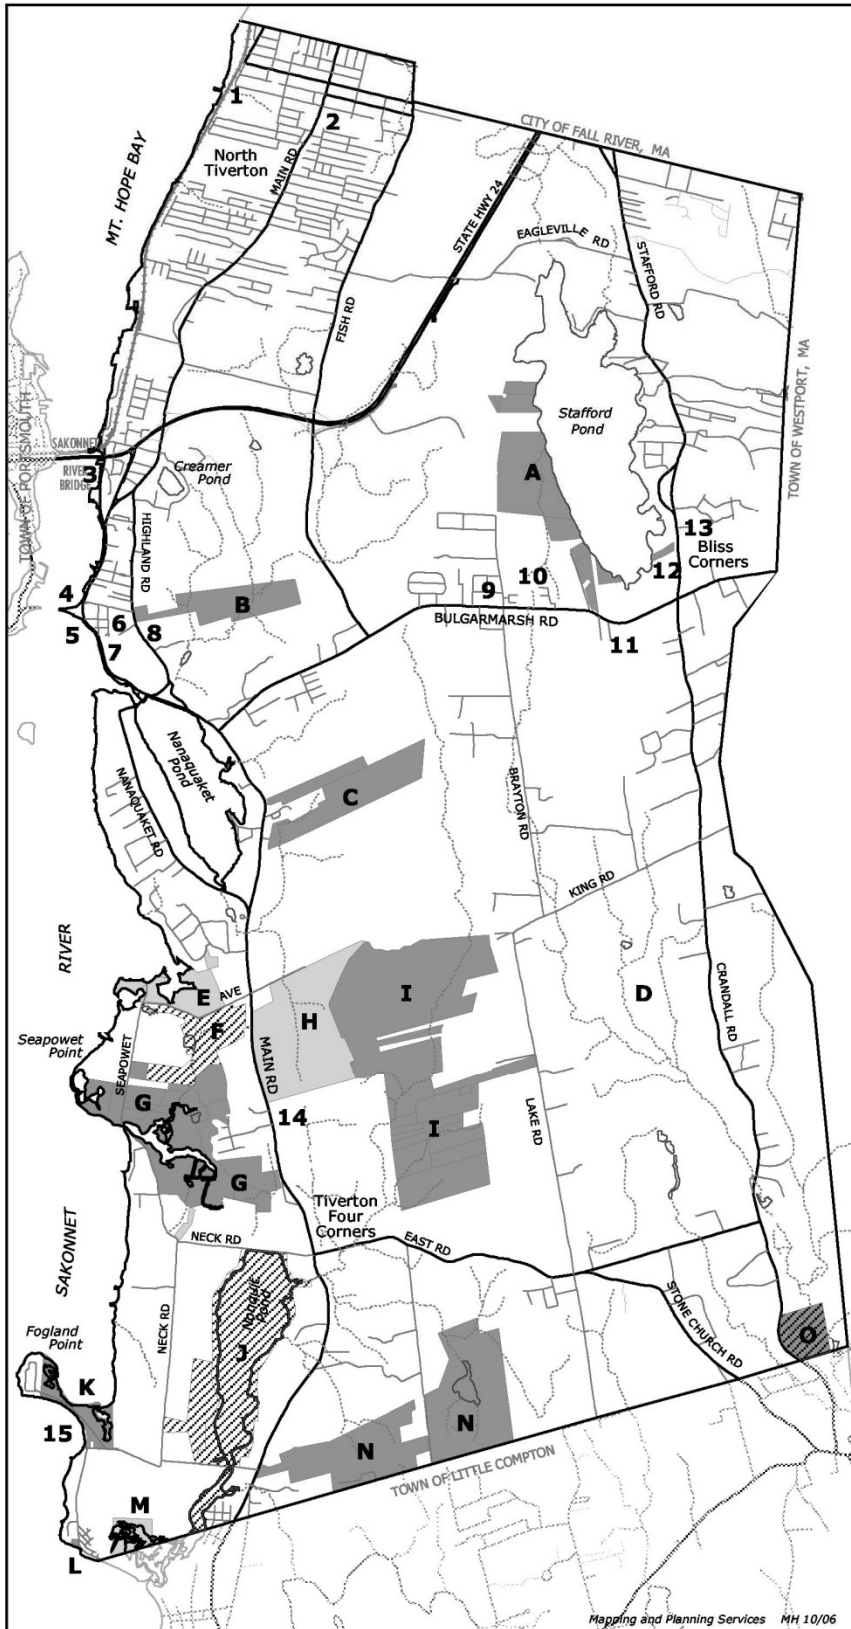 1
2
CITY OF FALL RIVER, MA
North
Tiverton
MAIN RD
MT. HOPE BAY
STATE HWY 24
EAGLEVILLE RD
STAFFORD RD
FISH RD
TOWN OF WESTPORT, MA
TOWN OF PORTSMOUTH
SAKONNET
RIVER
BRIDGE
3
Creamer
Pond
Stafford
Pond
A
HIGHLAND RD
13
Bliss
Corners
12
10
9
B
4
5
6
7
8
BULGARMARSH RD
11
Nanaquaket
Pond
NANAQUAKET RD
C
BRAYTON RD
KING RD
RIVER
E
AVE
F
H
I
D
CRANDALL RD
Seapowet
Point
SEAPOWET
MAIN RD
G
14
I
LAKE RD
G
Tiverton
Four
Corners
SAKONNET
NECK RD
EAST RD
NECK RD
Nonquit
Pond
J
STONE CHURCH RD
O
Fogland
Point
K
15
N
N
TOWN OF LITTLE COMPTON
M
L
Mapping and Planning Services MH 10/06